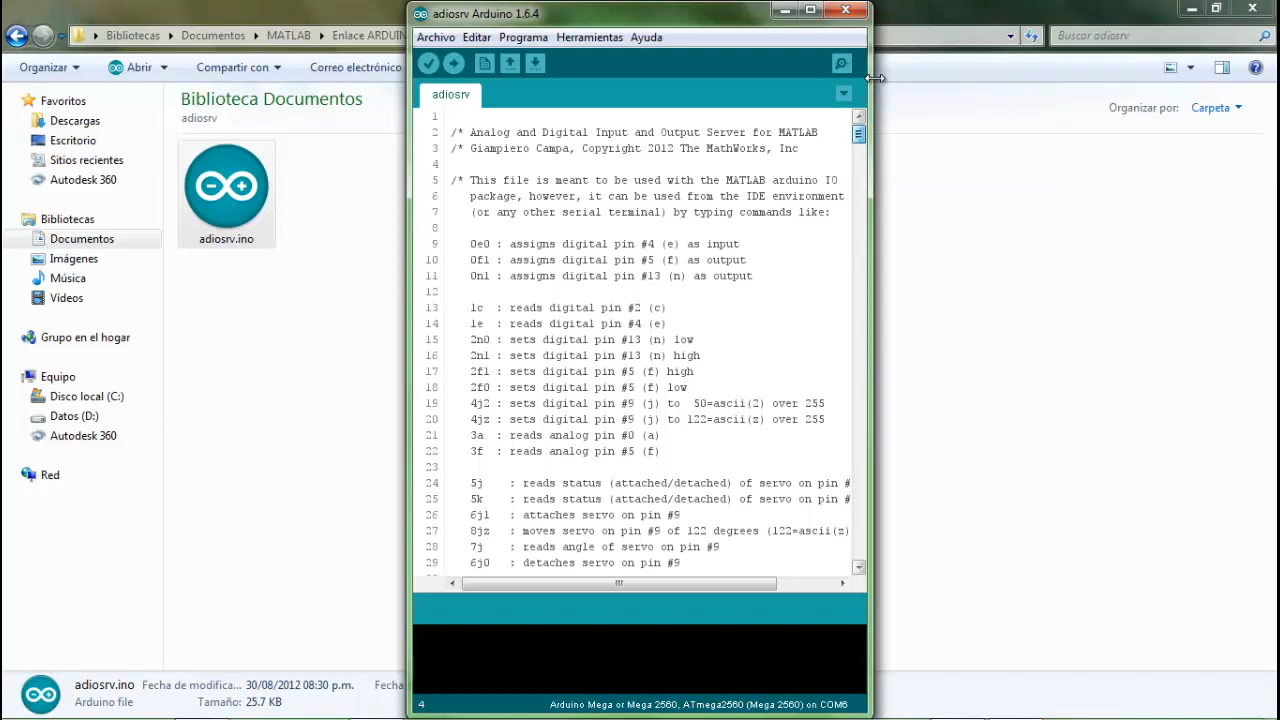 adiosrv Arduino 1.6.4
Bibliotecas
Documentos
MATLAB
Enlace ARDUIN
Buscar adiosrv
Archivo Editar Programa Herramientas Ayuda
Organizar
Abrir
Compartir con
Correo electrónico
Favoritos
Descargas
Escritorio
Sitios recientes
Autodesk 360
Bibliotecas
Documentos
Imágenes
Música
Vídeos
Grupo en el hogar
Equipo
Disco local (C:)
Datos (D:)
Autodesk 360
Red
Biblioteca Documentos
adiosrv
adiosrv.ino
Organizar por: Carpeta
adiosrv
1
2 /* Analog and Digital Input and Output Server for MATLAB
3 /* Giampiero Campa, Copyright 2012 The MathWorks, Inc
4
5 /* This file is meant to be used with the MATLAB arduino IO
6 package, however, it can be used from the IDE environment
7 (or any other serial terminal) by typing commands like:
8
9 0e0 : assigns digital pin #4 (e) as input
10 0f1 : assigns digital pin #5 (f) as output
11 0n1 : assigns digital pin #13 (n) as output
12
13 1c : reads digital pin #2 (c)
14 1e : reads digital pin #4 (e)
15 2n0 : sets digital pin #13 (n) low
16 2n1 : sets digital pin #13 (n) high
17 2f1 : sets digital pin #5 (f) high
18 2f0 : sets digital pin #5 (f) low
19 4j2 : sets digital pin #9 (j) to 50=ascii(2) over 255
20 4jz : sets digital pin #9 (j) to 122=ascii(z) over 255
21 3a : reads analog pin #0 (a)
22 3f : reads analog pin #5 (f)
23
24 5j : reads status (attached/detached) of servo on pin #
25 5k : reads status (attached/detached) of servo on pin #
26 6j1 : attaches servo on pin #9
27 8jz : moves servo on pin #9 of 122 degrees (122=ascii(z)
28 7j : reads angle of servo on pin #9
29 6j0 : detaches servo on pin #9
4
Arduino Mega or Mega 2560, ATmega2560 (Mega 2560) on COM6
adiosrv.ino Fecha de modifica... 30/08/2012 08:30 p.m. Fecha
Arduino file Tamaño: 25.7 KB